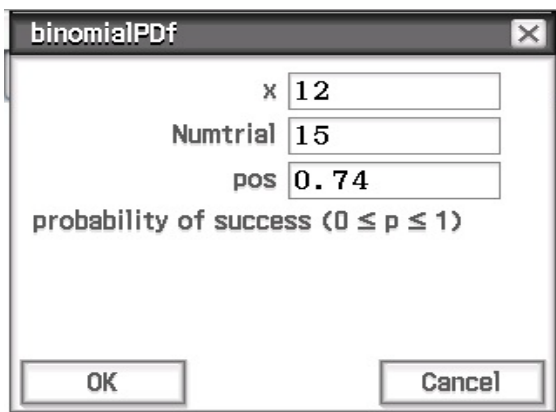 binomialPDf
x 12
Numtrial 15
pos 0.74
probability of success (0 ≤ p ≤ 1)
OK Cancel